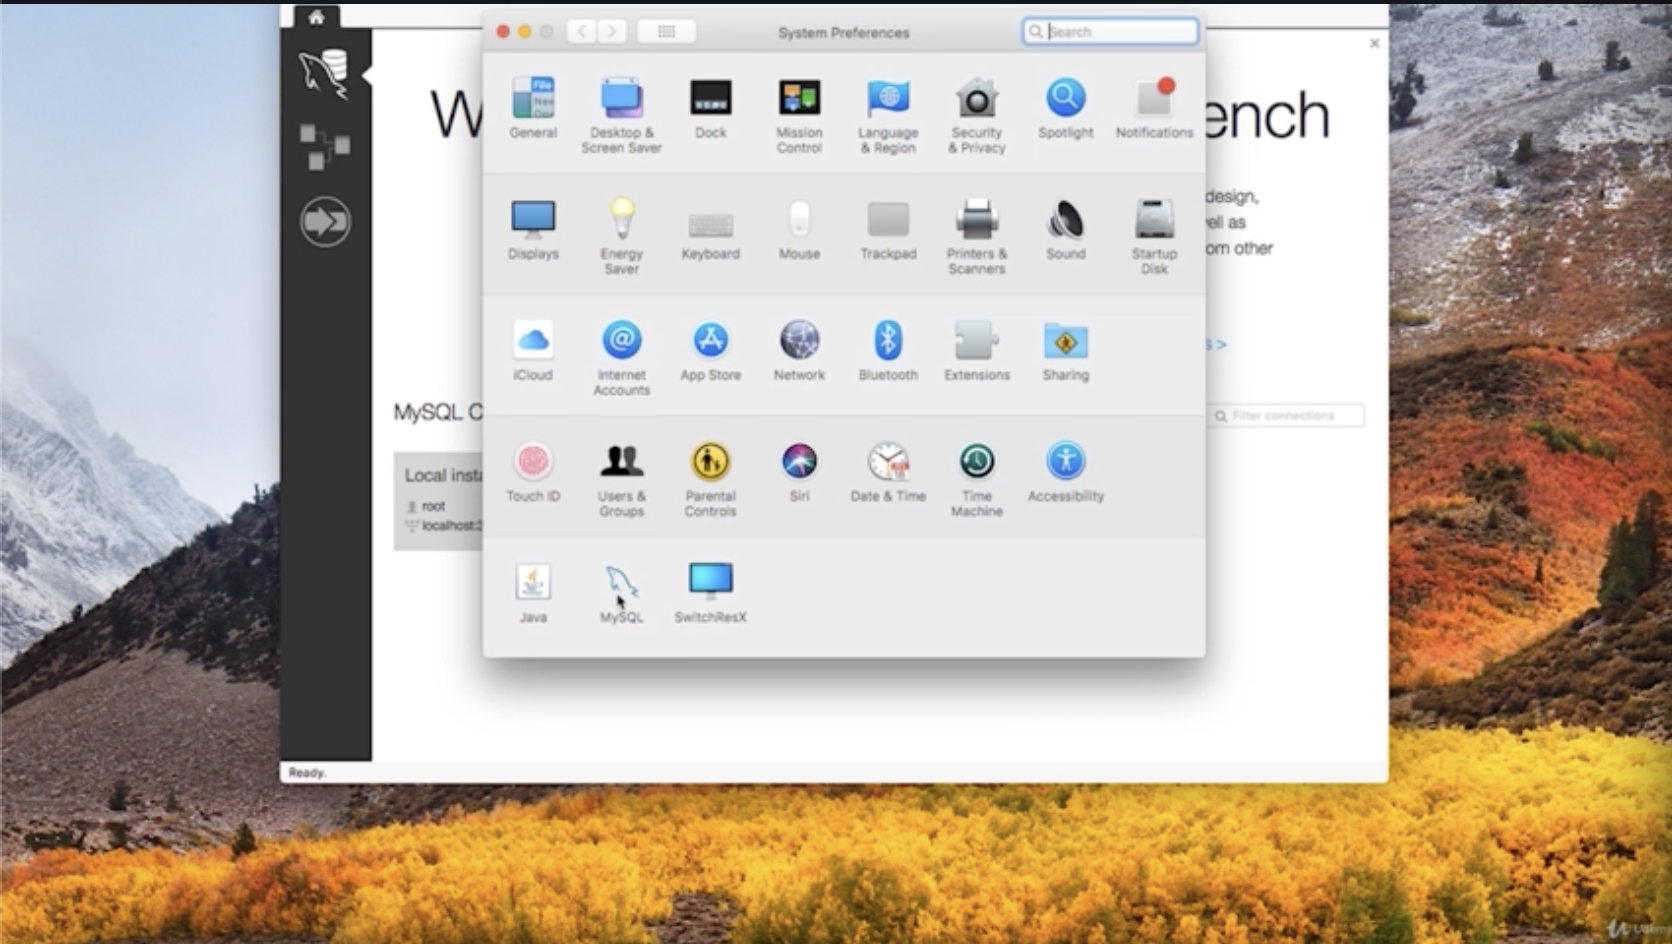 System Preferences
Search
W
ench
General
Desktop &
Screen Saver
Dock
Mission
Control
Language
& Region
Security
& Privacy
Spotlight
Notifications
design,
ell as
om other
Displays
Energy
Saver
Keyboard
Mouse
Trackpad
Printers &
Scanners
Sound
Startup
Disk
s >
iCloud
Internet
Accounts
App Store
Network
Bluetooth
Extensions
Sharing
MySQL C
Filter connections
Local insta
root
localhost:3
Touch ID
Users &
Groups
Parental
Controls
Siri
Date & Time
Time
Machine
Accessibility
Java
MySQL
SwitchResX
Ready.
Udemy